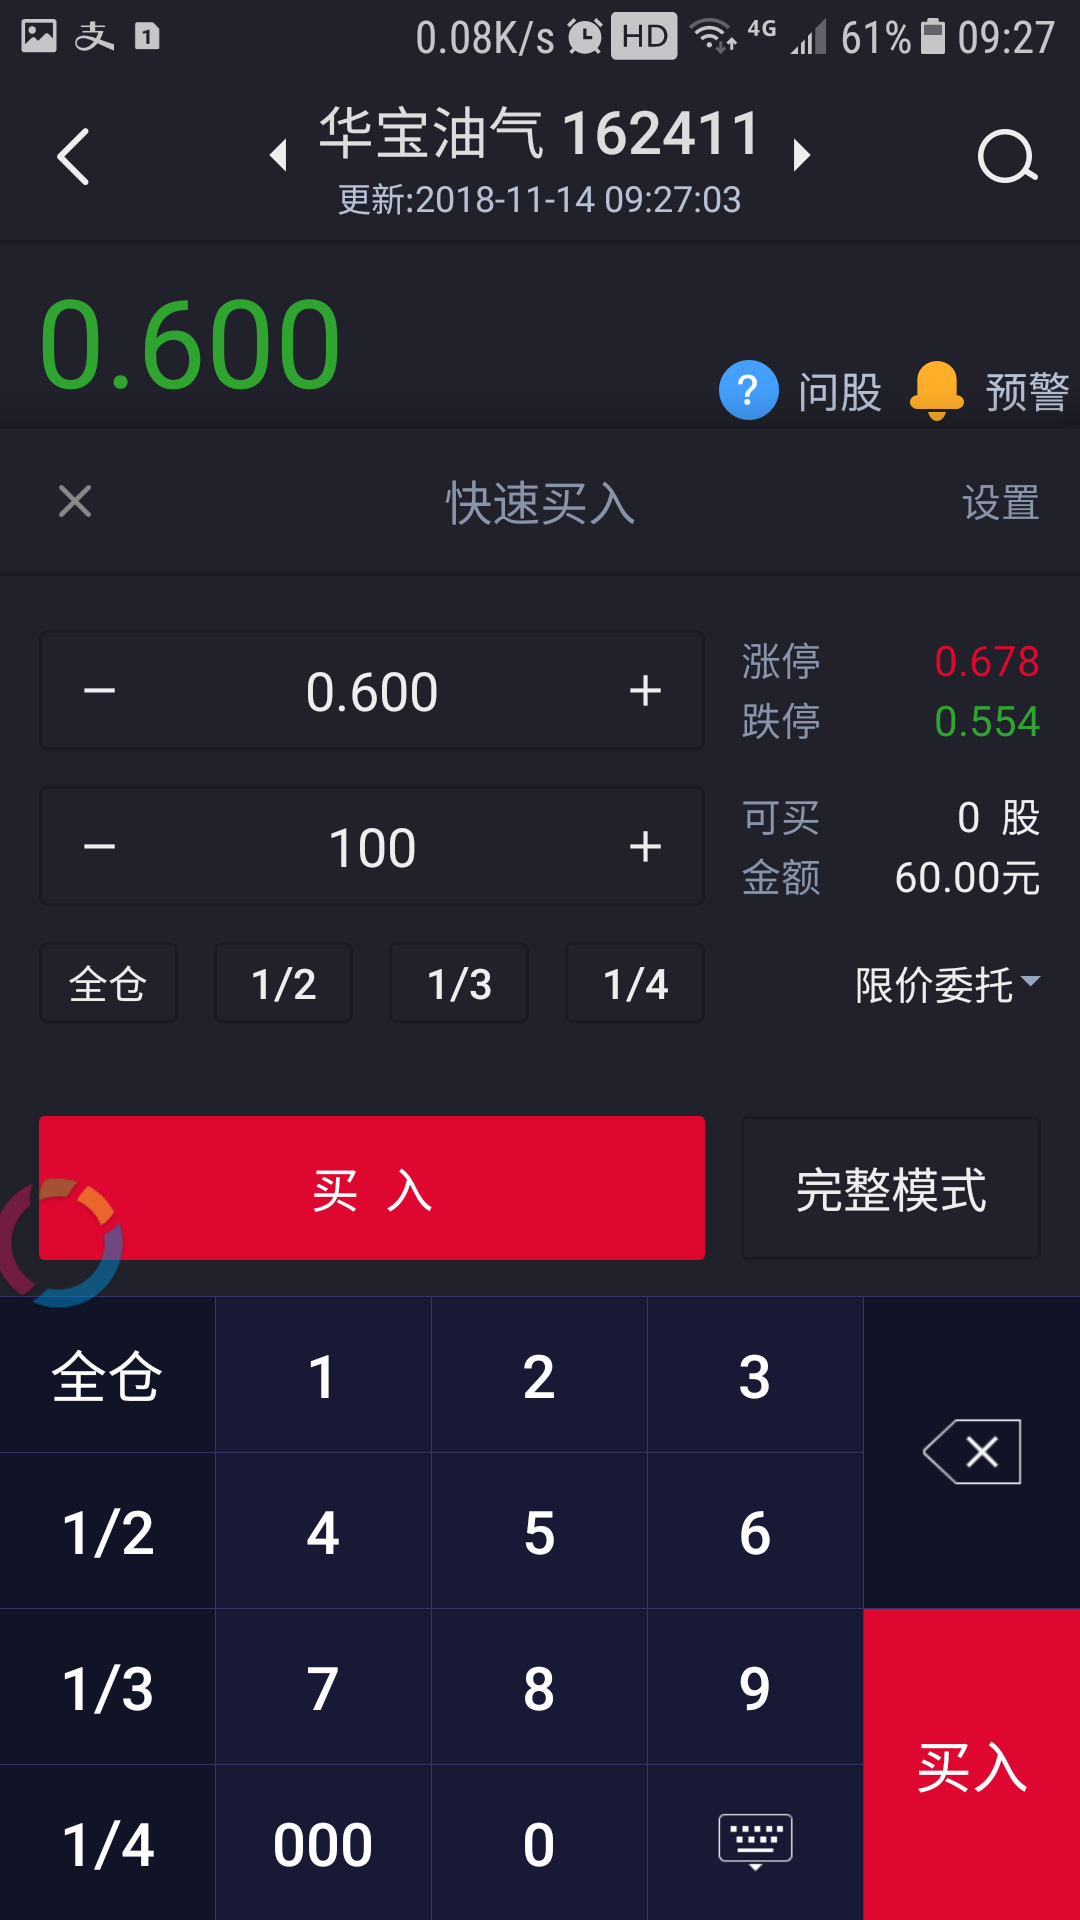 0.08K/s HD 4G 61% 09:27
1
华宝油气 162411
更新:2018-11-14 09:27:03
0.600
? 问股 预警
快速买入 设置
0.600
涨停 0.678
跌停 0.554
100
可买 0 股
金额 60.00元
全仓 1/2 1/3 1/4 限价委托
买 入 完整模式
全仓 1 2 3
1/2 4 5 6
1/3 7 8 9
买入
1/4 000 0